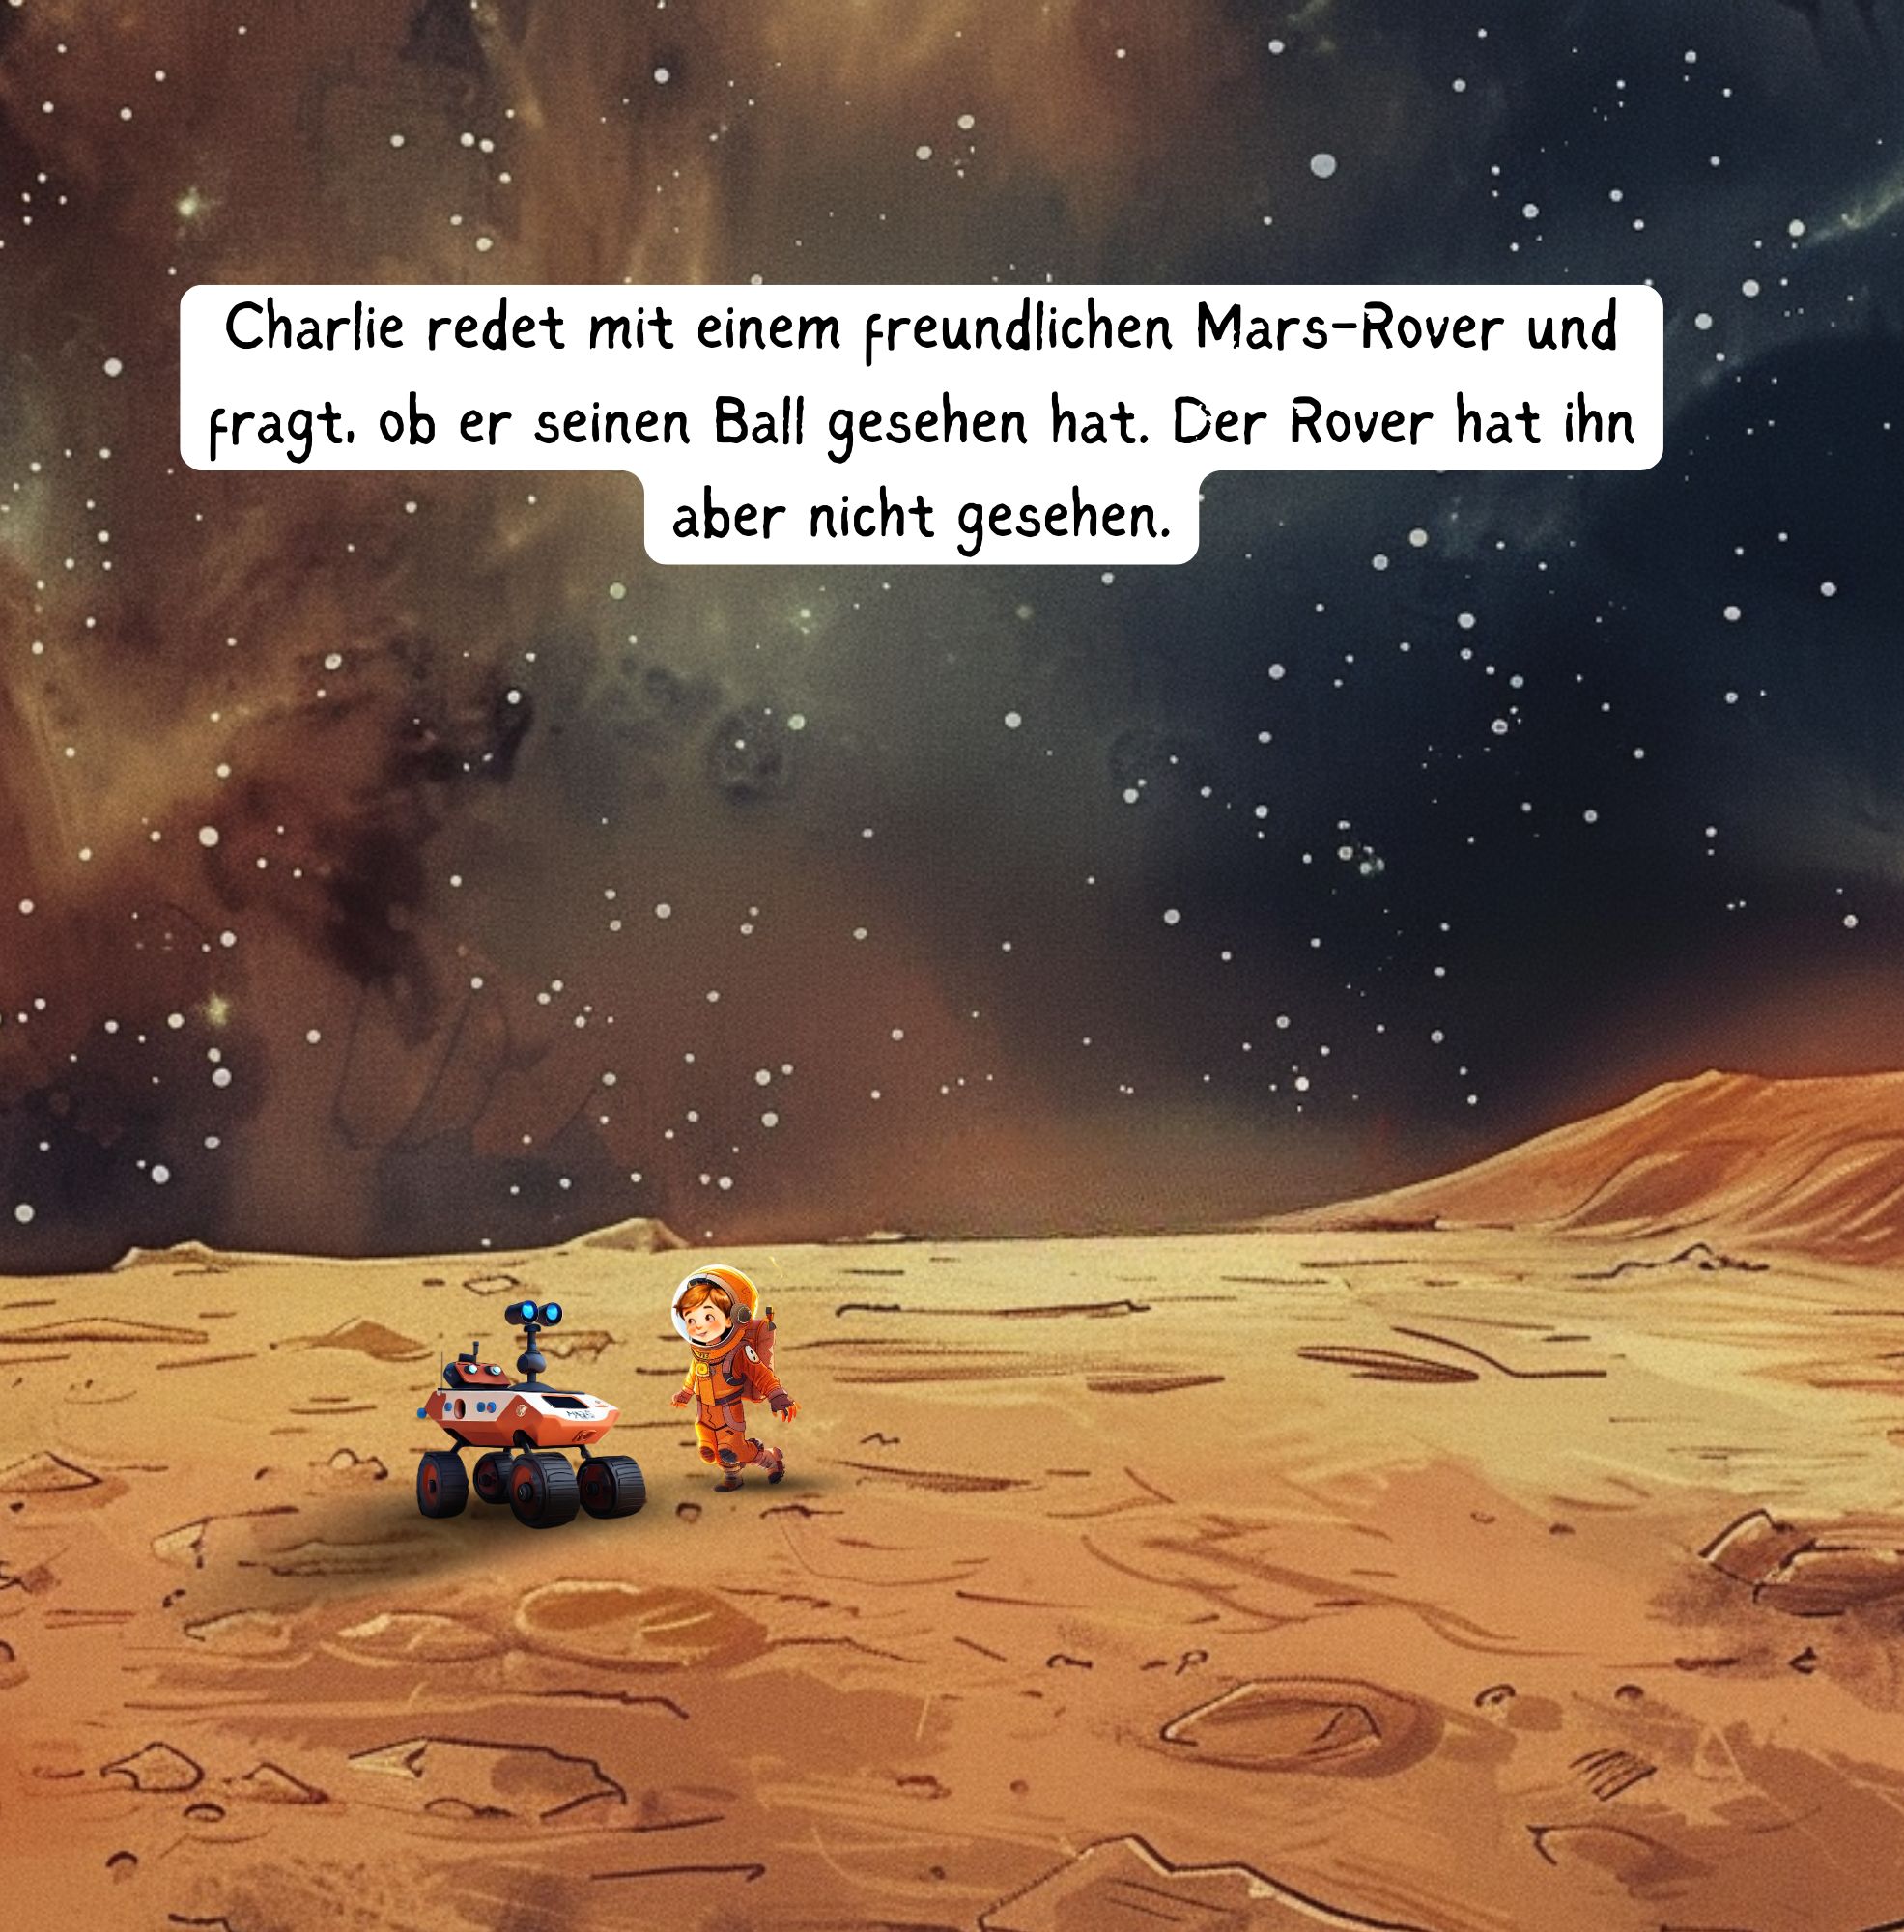 Charlie redet mit einem freundlichen Mars-Rover und
fragt, ob er seinen Ball gesehen hat. Der Rover hat ihn
aber nicht gesehen.